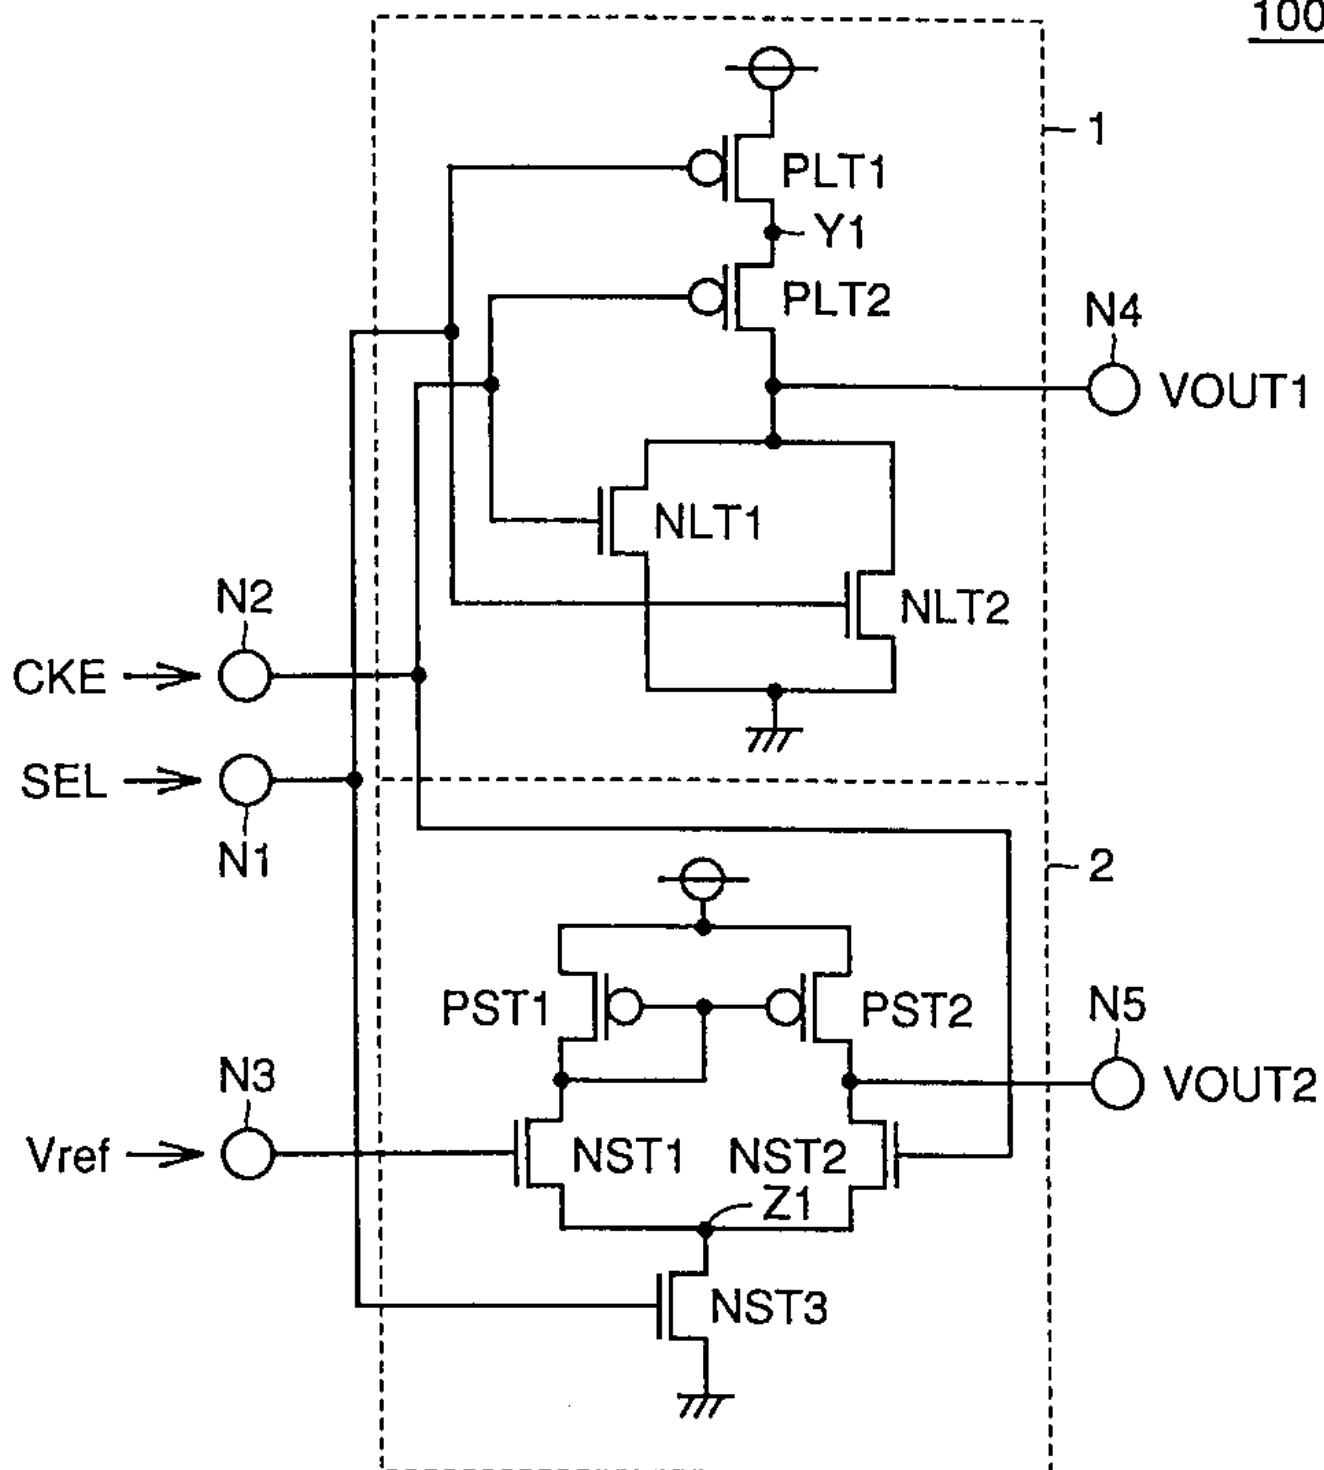 100
1
PLT1
Y1
PLT2
N4
VOUT1
NLT1
N2
NLT2
CKE
SEL
N1
2
PST1
PST2
N5
N3
VOUT2
Vref
NST1
NST2
Z1
NST3